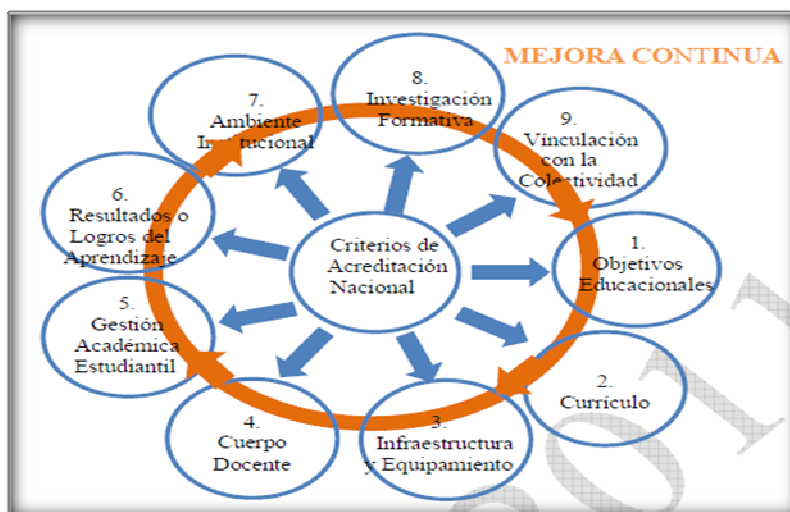 MEJORA CONTINUA
8.
Investigación
Formativa
7.
Ambiente
Institucional
9.
Vinculación
con la
Colectividad
6.
Resultados o
Logros del
Aprendizaje
Criterios de
Acreditación
Nacional
1.
Objetivos
Educacionales
5.
Gestión
Académica
Estudiantil
2.
Currículo
4.
Cuerpo
Docente
3.
Infraestructura
y Equipamiento
2011